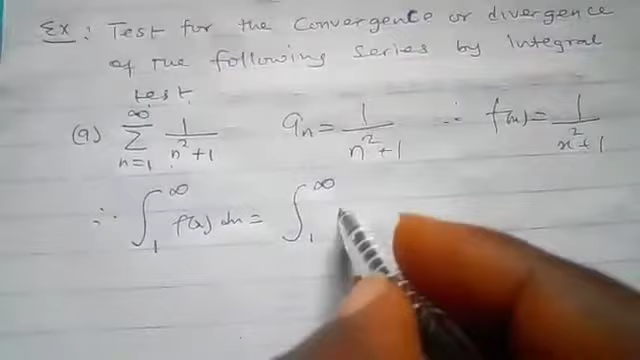 Ex: Test for the Convergence or divergence
of the following series by integral
test.
(a) ∑_{n=1}^{∞} 1/(n²+1)   aₙ = 1/(n²+1)   ∵ f(x) = 1/(x²+1)
∴ ∫₁^∞ f(x) dx = ∫₁^∞